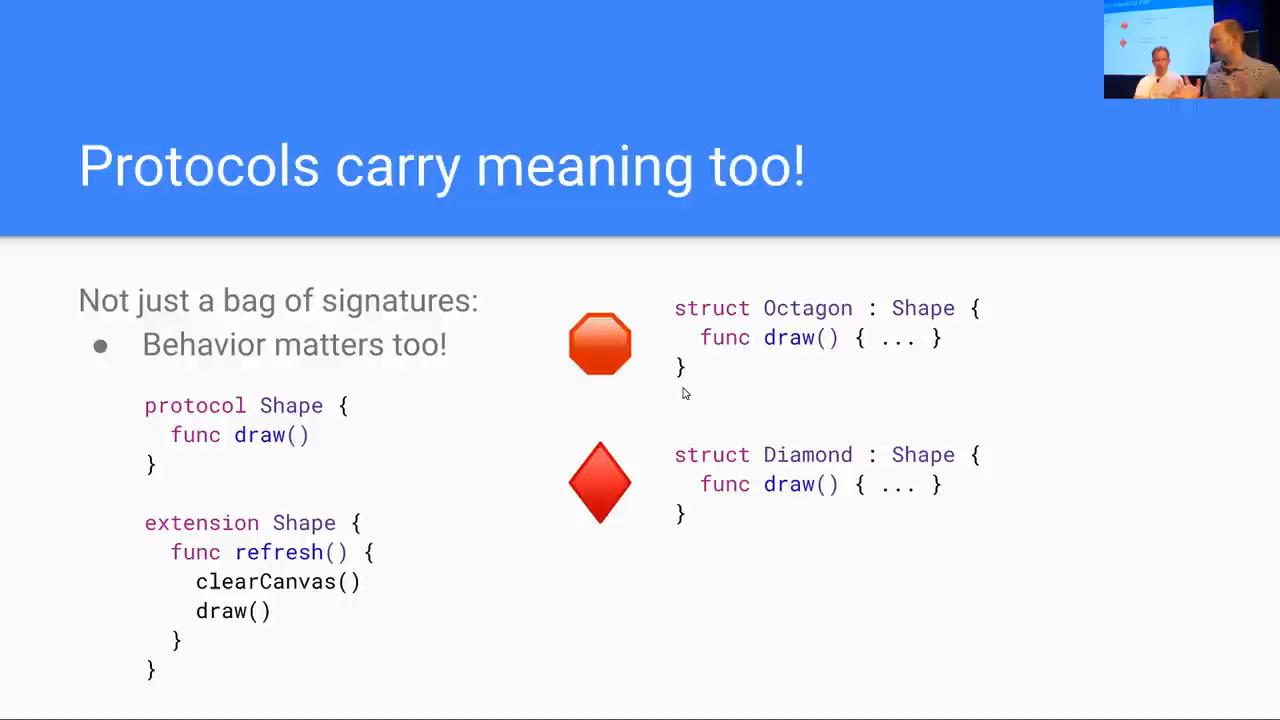 Protocols carry meaning too!
Not just a bag of signatures:
● Behavior matters too!
protocol Shape {
  func draw()
}
extension Shape {
  func refresh() {
    clearCanvas()
    draw()
  }
}
struct Octagon : Shape {
  func draw() { ... }
}
struct Diamond : Shape {
  func draw() { ... }
}